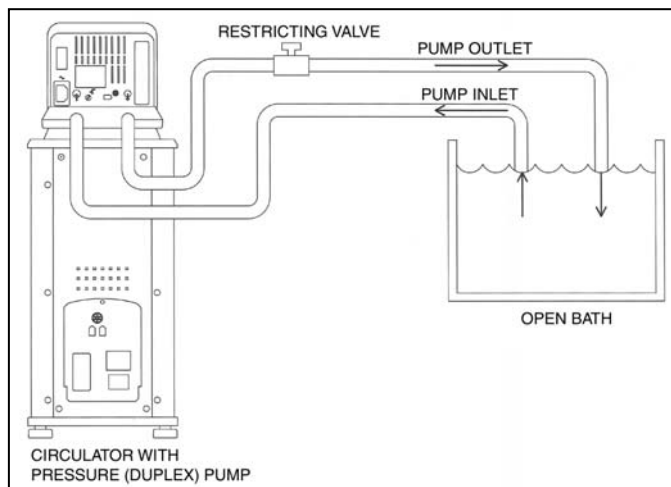 RESTRICTING VALVE
PUMP OUTLET
PUMP INLET
OPEN BATH
CIRCULATOR WITH
PRESSURE (DUPLEX) PUMP